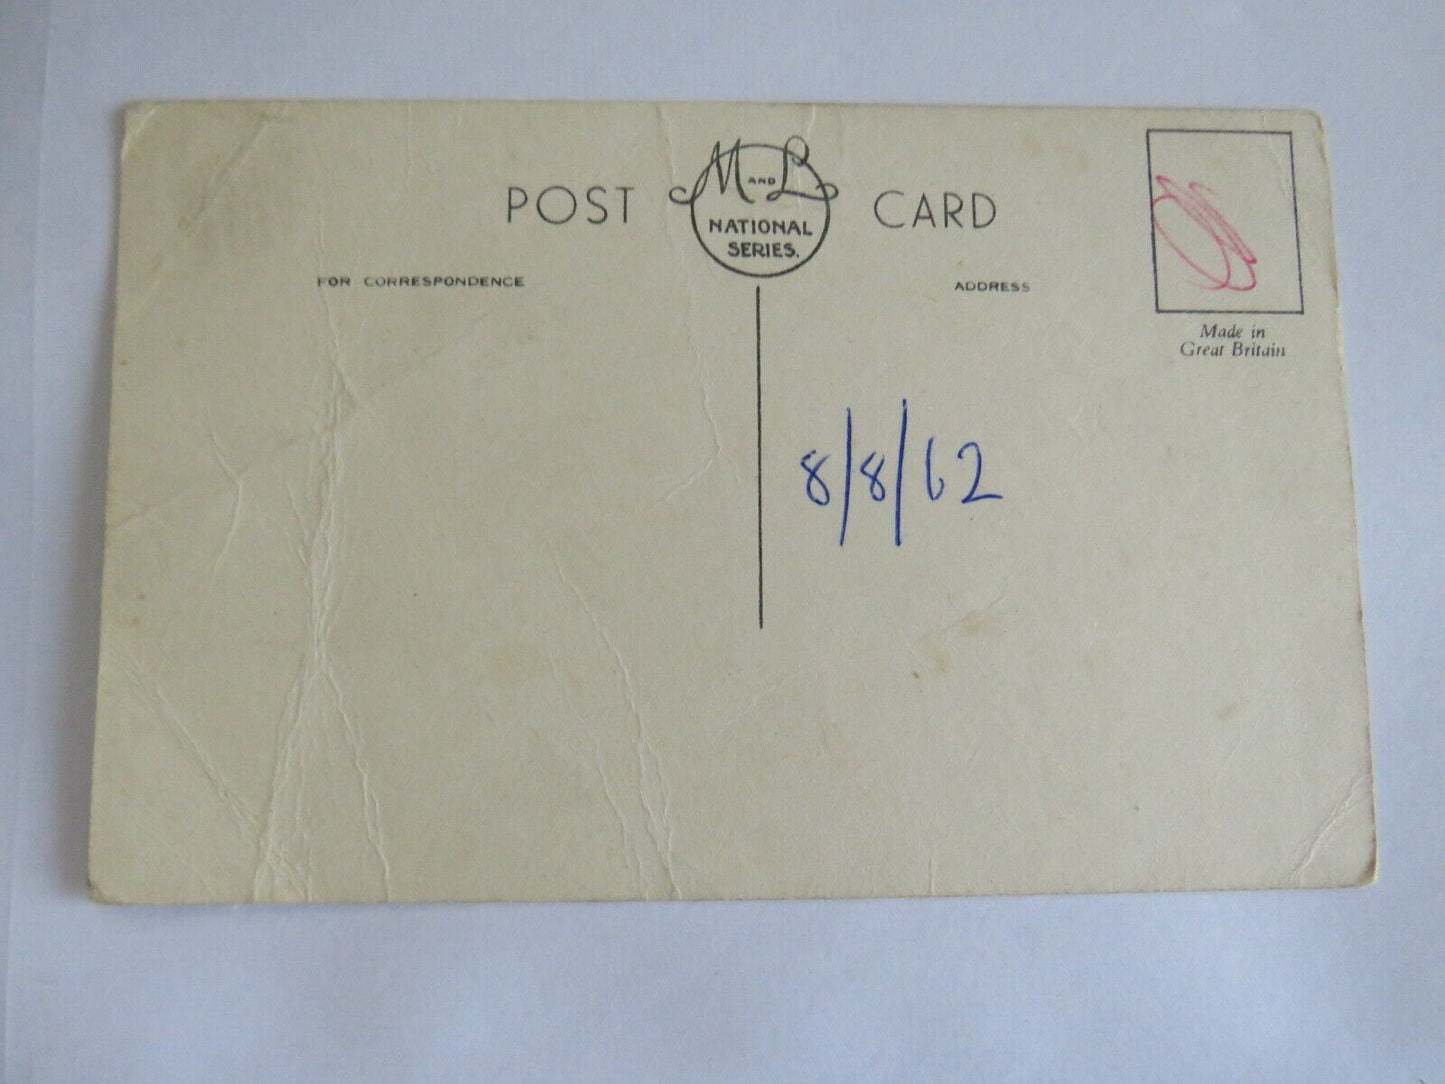 POST CARD
M AND L
NATIONAL
SERIES.
FOR CORRESPONDENCE
ADDRESS
Made in
Great Britain
8/8/62